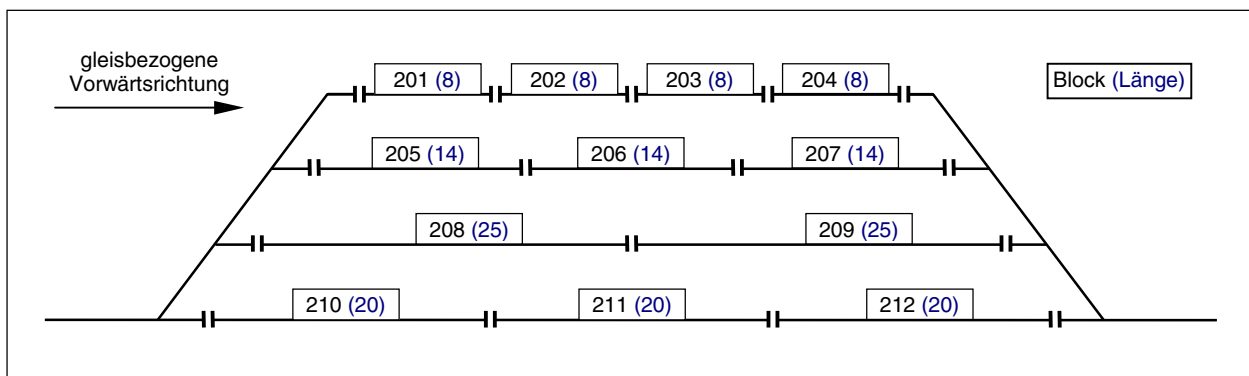 gleisbezogene
Vorwärtsrichtung
201 (8) 202 (8) 203 (8) 204 (8)
Block (Länge)
205 (14) 206 (14) 207 (14)
208 (25) 209 (25)
210 (20) 211 (20) 212 (20)